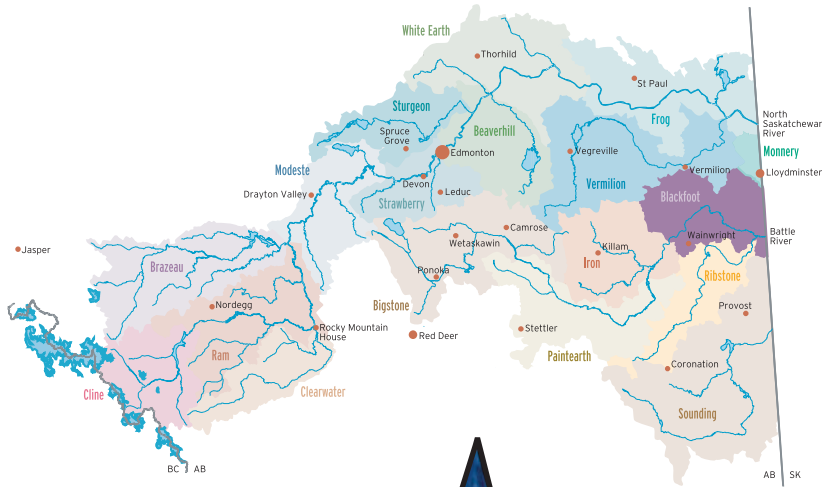 White Earth
Thorhild
St Paul
Sturgeon
North
Saskatchewan
River
Frog
Spruce
Grove
Beaverhill
Edmonton
Vegreville
Monnery
Modeste
Vermilion
Lloydminster
Devon
Vermilion
Drayton Valley
Leduc
Strawberry
Blackfoot
Camrose
Battle
River
Wainwright
Wetaskawin
Killam
Jasper
Brazeau
Iron
Ponoka
Ribstone
Nordegg
Bigstone
Provost
Rocky Mountain
House
Red Deer
Stettler
Ram
Paintearth
Coronation
Cline
Clearwater
Sounding
BC AB
AB SK